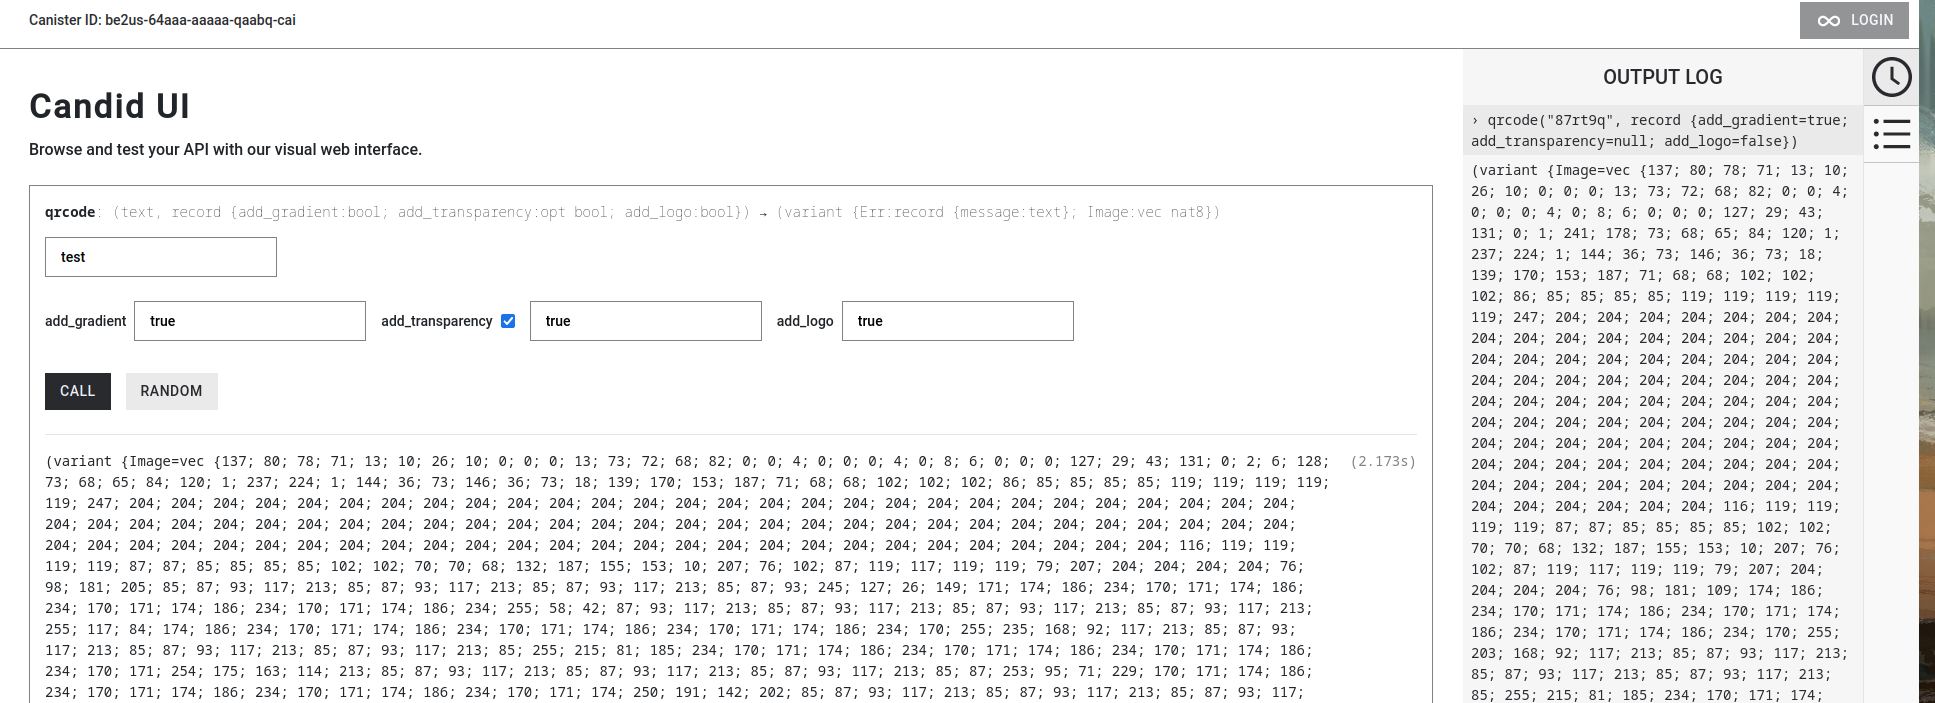 Canister ID: be2us-64aaa-aaaaa-qaabq-cai
LOGIN
Candid UI
Browse and test your API with our visual web interface.
qrcode: (text, record {add_gradient:bool; add_transparency:opt bool; add_logo:bool}) → (variant {Err:record {message:text}; Image:vec nat8})
test
add_gradient true add_transparency true add_logo true
CALL RANDOM
(variant {Image=vec {137; 80; 78; 71; 13; 10; 26; 10; 0; 0; 0; 13; 73; 72; 68; 82; 0; 0; 4; 0; 0; 0; 4; 0; 8; 6; 0; 0; 0; 127; 29; 43; 131; 0; 2; 6; 128; (2.173s)
73; 68; 65; 84; 120; 1; 237; 224; 1; 144; 36; 73; 146; 36; 73; 18; 139; 170; 153; 187; 71; 68; 68; 102; 102; 102; 86; 85; 85; 85; 85; 119; 119; 119; 119;
119; 247; 204; 204; 204; 204; 204; 204; 204; 204; 204; 204; 204; 204; 204; 204; 204; 204; 204; 204; 204; 204; 204; 204; 204; 204; 204; 204; 204; 204;
204; 204; 204; 204; 204; 204; 204; 204; 204; 204; 204; 204; 204; 204; 204; 204; 204; 204; 204; 204; 204; 204; 204; 204; 204; 204; 204; 204; 204; 204;
204; 204; 204; 204; 204; 204; 204; 204; 204; 204; 204; 204; 204; 204; 204; 204; 204; 204; 204; 204; 204; 204; 204; 204; 204; 204; 204; 116; 119; 119;
119; 119; 87; 87; 85; 85; 85; 85; 102; 102; 70; 70; 68; 132; 187; 155; 153; 10; 207; 76; 102; 87; 119; 117; 119; 119; 79; 207; 204; 204; 204; 204; 76;
98; 181; 205; 85; 87; 93; 117; 213; 85; 87; 93; 117; 213; 85; 87; 93; 117; 213; 85; 87; 93; 245; 127; 26; 149; 171; 174; 186; 234; 170; 171; 174; 186;
234; 170; 171; 174; 186; 234; 170; 171; 174; 186; 234; 255; 58; 42; 87; 93; 117; 213; 85; 87; 93; 117; 213; 85; 87; 93; 117; 213; 85; 87; 93; 117; 213;
255; 117; 84; 174; 186; 234; 170; 171; 174; 186; 234; 170; 171; 174; 186; 234; 170; 171; 174; 186; 234; 170; 255; 235; 168; 92; 117; 213; 85; 87; 93;
117; 213; 85; 87; 93; 117; 213; 85; 87; 93; 117; 213; 85; 255; 215; 81; 185; 234; 170; 171; 174; 186; 234; 170; 171; 174; 186; 234; 170; 171; 174; 186;
234; 170; 171; 254; 175; 163; 114; 213; 85; 87; 93; 117; 213; 85; 87; 93; 117; 213; 85; 87; 93; 117; 213; 85; 87; 253; 95; 71; 229; 170; 171; 174; 186;
234; 170; 171; 174; 186; 234; 170; 171; 174; 186; 234; 170; 171; 174; 250; 191; 142; 202; 85; 87; 93; 117; 213; 85; 87; 93; 117; 213; 85; 87; 93; 117;
OUTPUT LOG
› qrcode("87rt9q", record {add_gradient=true;
add_transparency=null; add_logo=false})
(variant {Image=vec {137; 80; 78; 71; 13; 10;
26; 10; 0; 0; 0; 13; 73; 72; 68; 82; 0; 0; 4;
0; 0; 0; 4; 0; 8; 6; 0; 0; 0; 127; 29; 43;
131; 0; 1; 241; 178; 73; 68; 65; 84; 120; 1;
237; 224; 1; 144; 36; 73; 146; 36; 73; 18;
139; 170; 153; 187; 71; 68; 68; 102; 102;
102; 86; 85; 85; 85; 85; 119; 119; 119; 119;
119; 247; 204; 204; 204; 204; 204; 204; 204;
204; 204; 204; 204; 204; 204; 204; 204; 204;
204; 204; 204; 204; 204; 204; 204; 204; 204;
204; 204; 204; 204; 204; 204; 204; 204; 204;
204; 204; 204; 204; 204; 204; 204; 204; 204;
204; 204; 204; 204; 204; 204; 204; 204; 204;
204; 204; 204; 204; 204; 204; 204; 204; 204;
204; 204; 204; 204; 204; 204; 204; 204; 204;
204; 204; 204; 204; 204; 204; 204; 204; 204;
204; 204; 204; 204; 204; 204; 116; 119; 119;
119; 119; 87; 87; 85; 85; 85; 85; 102; 102;
70; 70; 68; 132; 187; 155; 153; 10; 207; 76;
102; 87; 119; 117; 119; 119; 79; 207; 204;
204; 204; 204; 76; 98; 181; 109; 174; 186;
234; 170; 171; 174; 186; 234; 170; 171; 174;
186; 234; 170; 171; 174; 186; 234; 170; 255;
203; 168; 92; 117; 213; 85; 87; 93; 117; 213;
85; 87; 93; 117; 213; 85; 87; 93; 117; 213;
85; 255; 215; 81; 185; 234; 170; 171; 174;